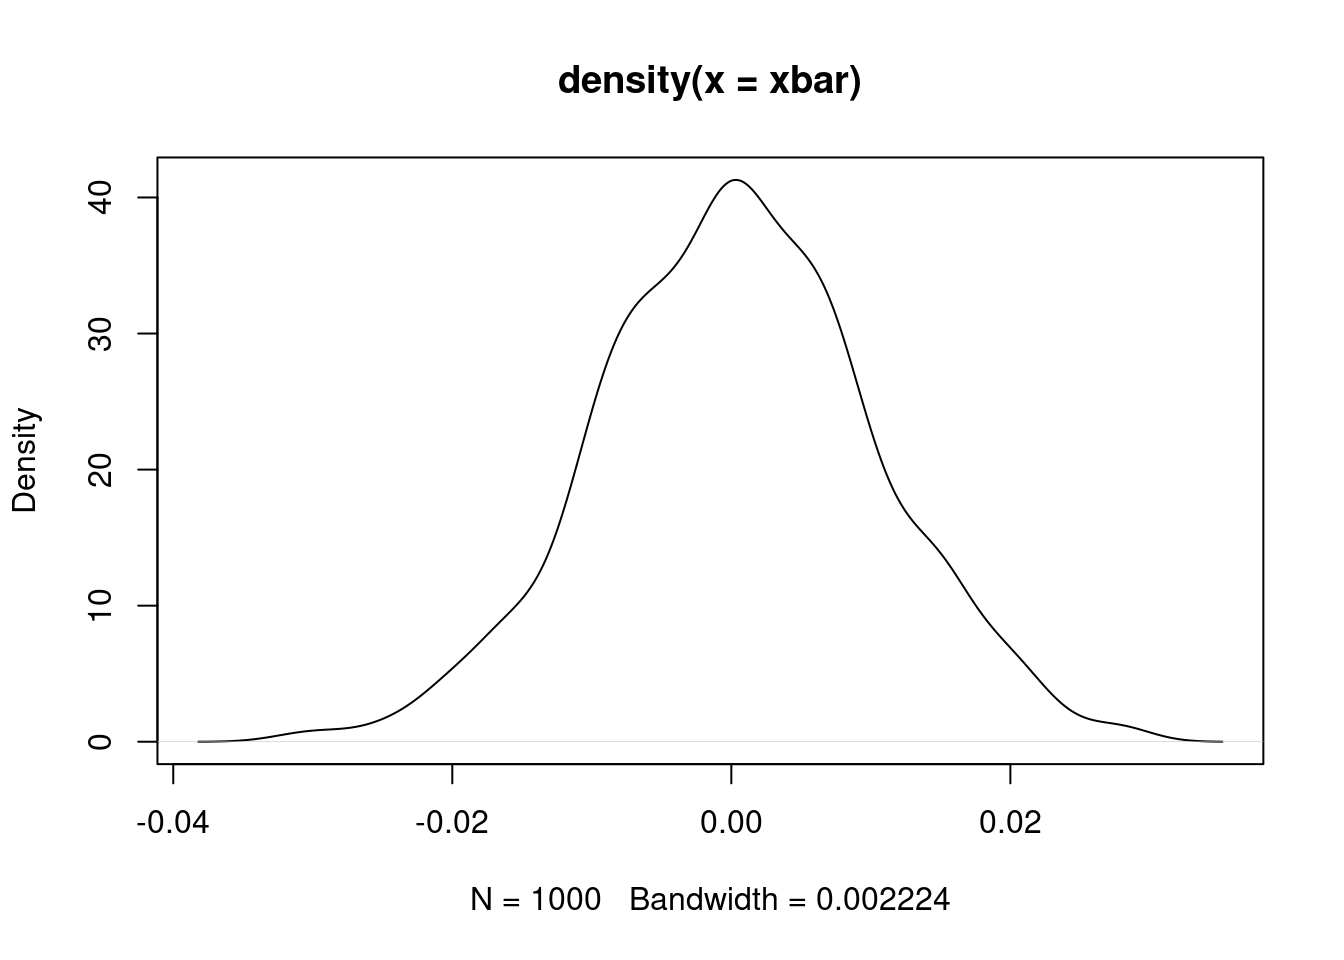 density(x = xbar)
Density
40
30
20
10
0
-0.04 -0.02 0.00 0.02
N = 1000 Bandwidth = 0.002224